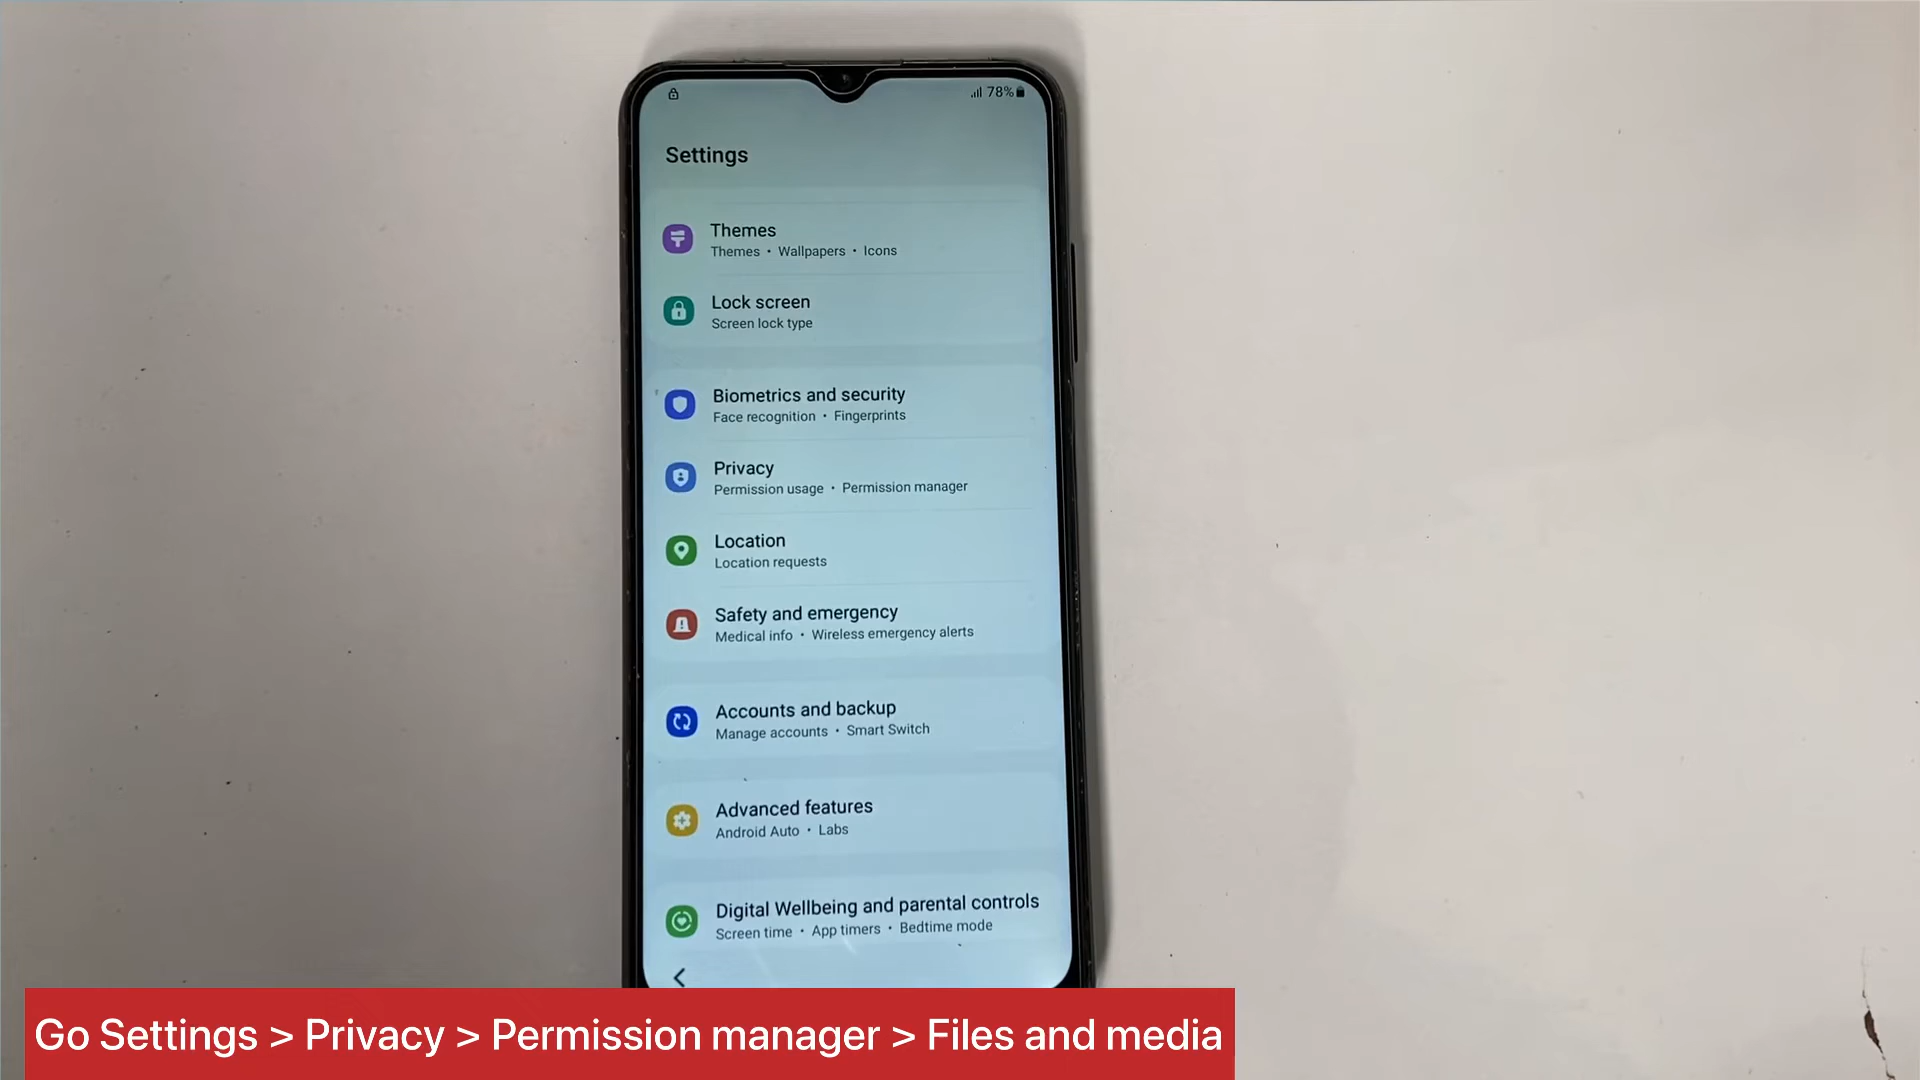 78%
Settings
Themes
Themes • Wallpapers • Icons
Lock screen
Screen lock type
Biometrics and security
Face recognition • Fingerprints
Privacy
Permission usage • Permission manager
Location
Location requests
Safety and emergency
Medical info • Wireless emergency alerts
Accounts and backup
Manage accounts • Smart Switch
Advanced features
Android Auto • Labs
Digital Wellbeing and parental controls
Screen time • App timers • Bedtime mode
Go Settings > Privacy > Permission manager > Files and media